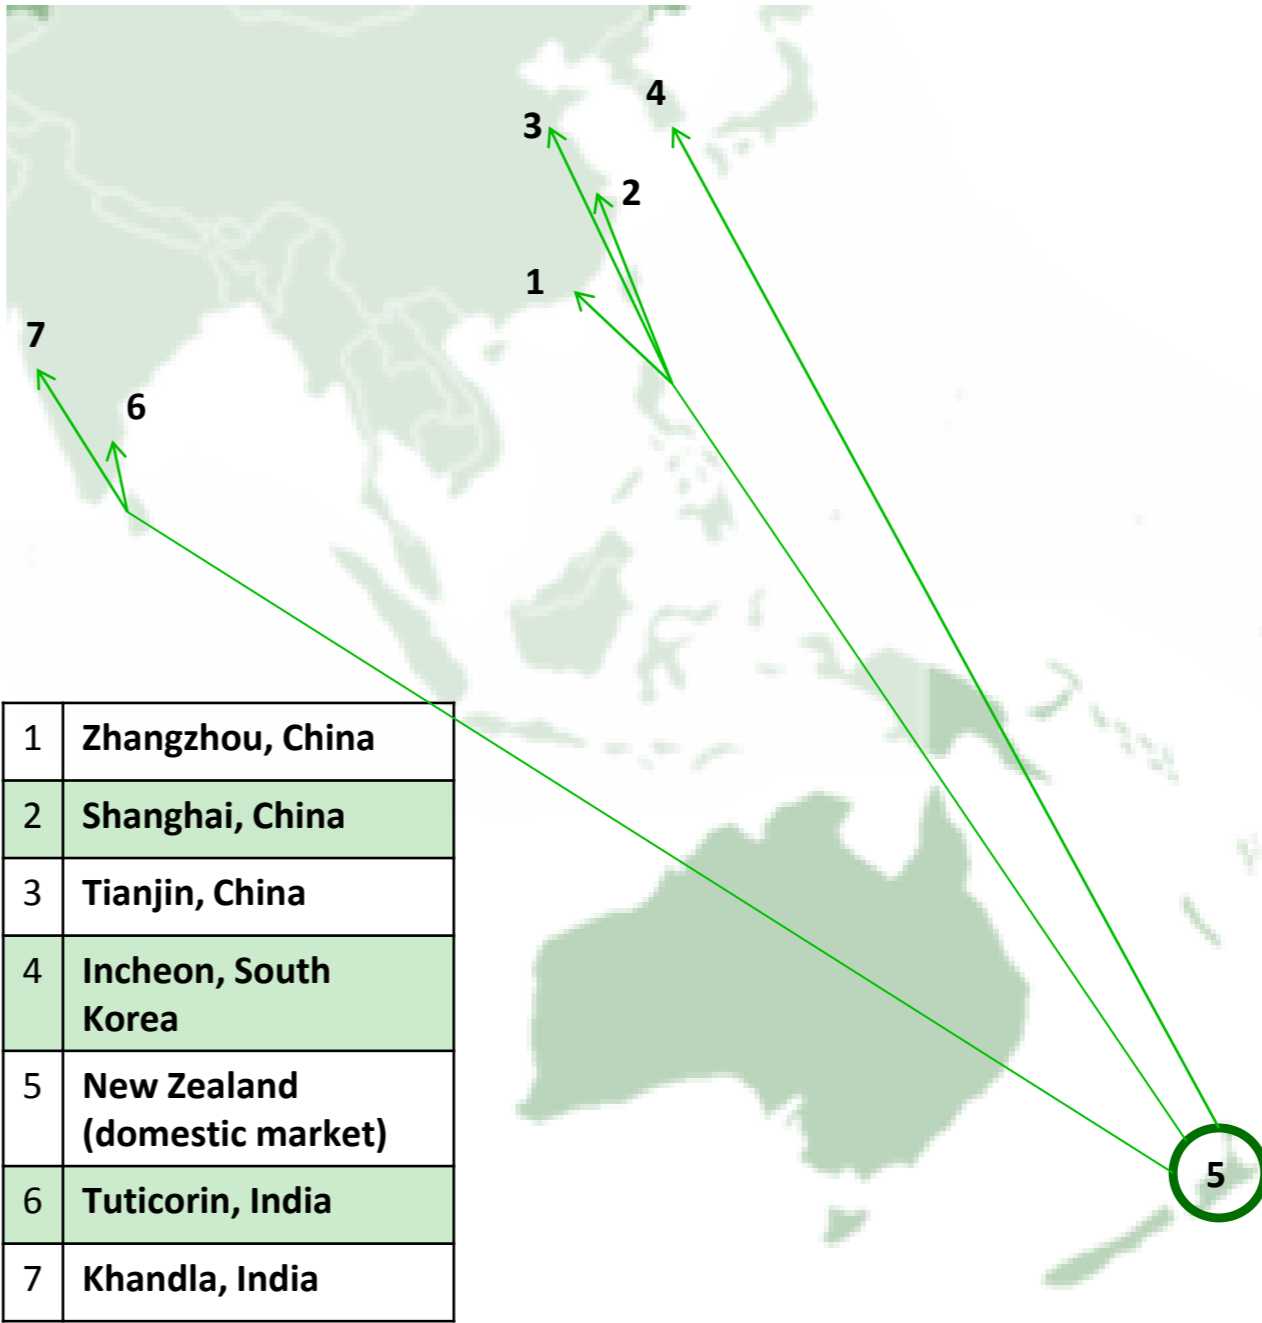 4
3
2
1
7
6
1 Zhangzhou, China
2 Shanghai, China
3 Tianjin, China
4 Incheon, South
Korea
5 New Zealand
(domestic market)
6 Tuticorin, India
7 Khandla, India
5